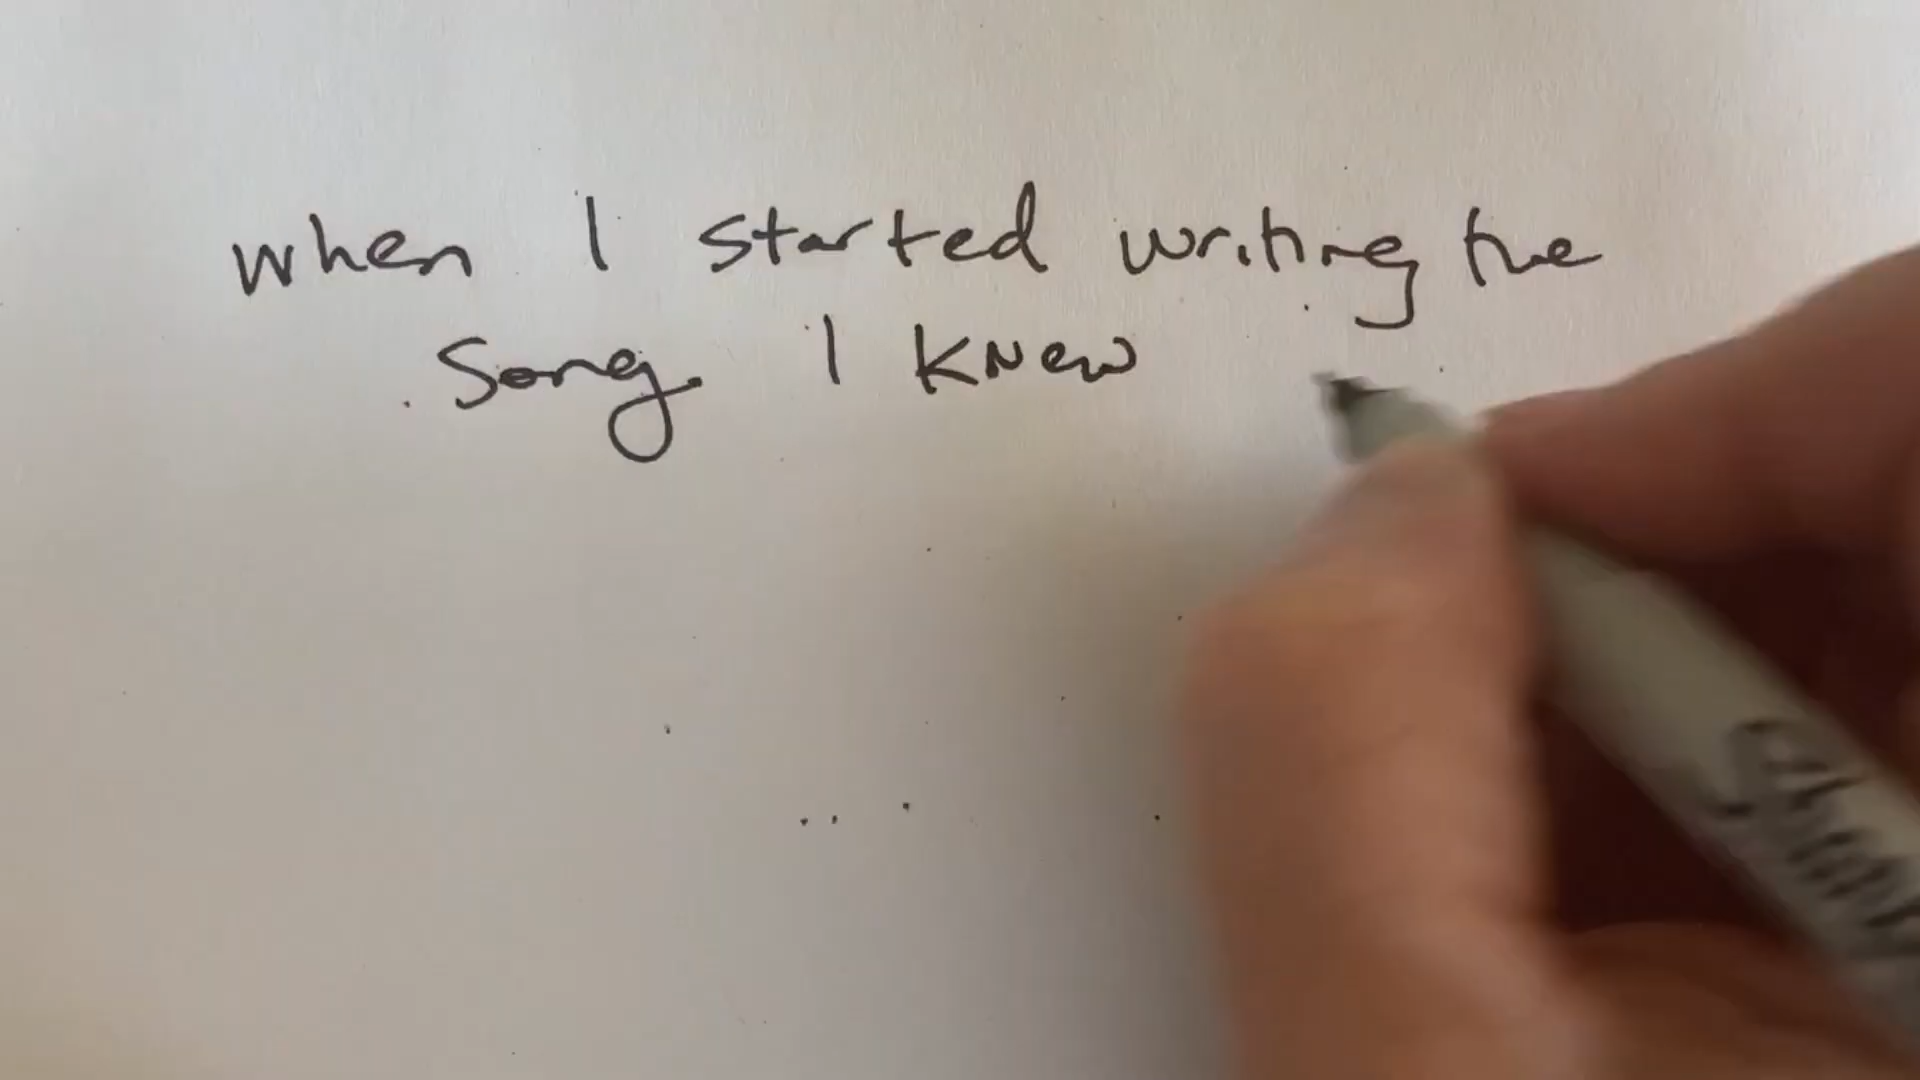 when I started writing the
song I knew